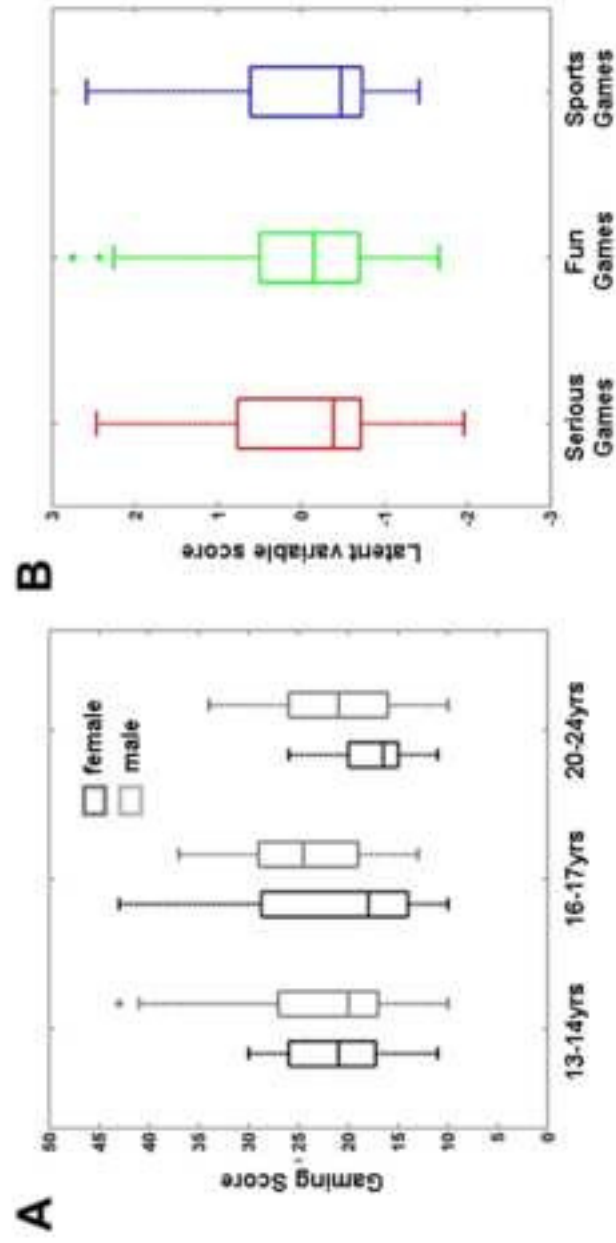 A
Gaming Score
50
45
40
35
30
25
20
15
10
5
0
female
male
13-14yrs
16-17yrs
20-24yrs
B
Latent variable score
3
2
1
0
-1
-2
-3
Serious
Games
Fun
Games
Sports
Games